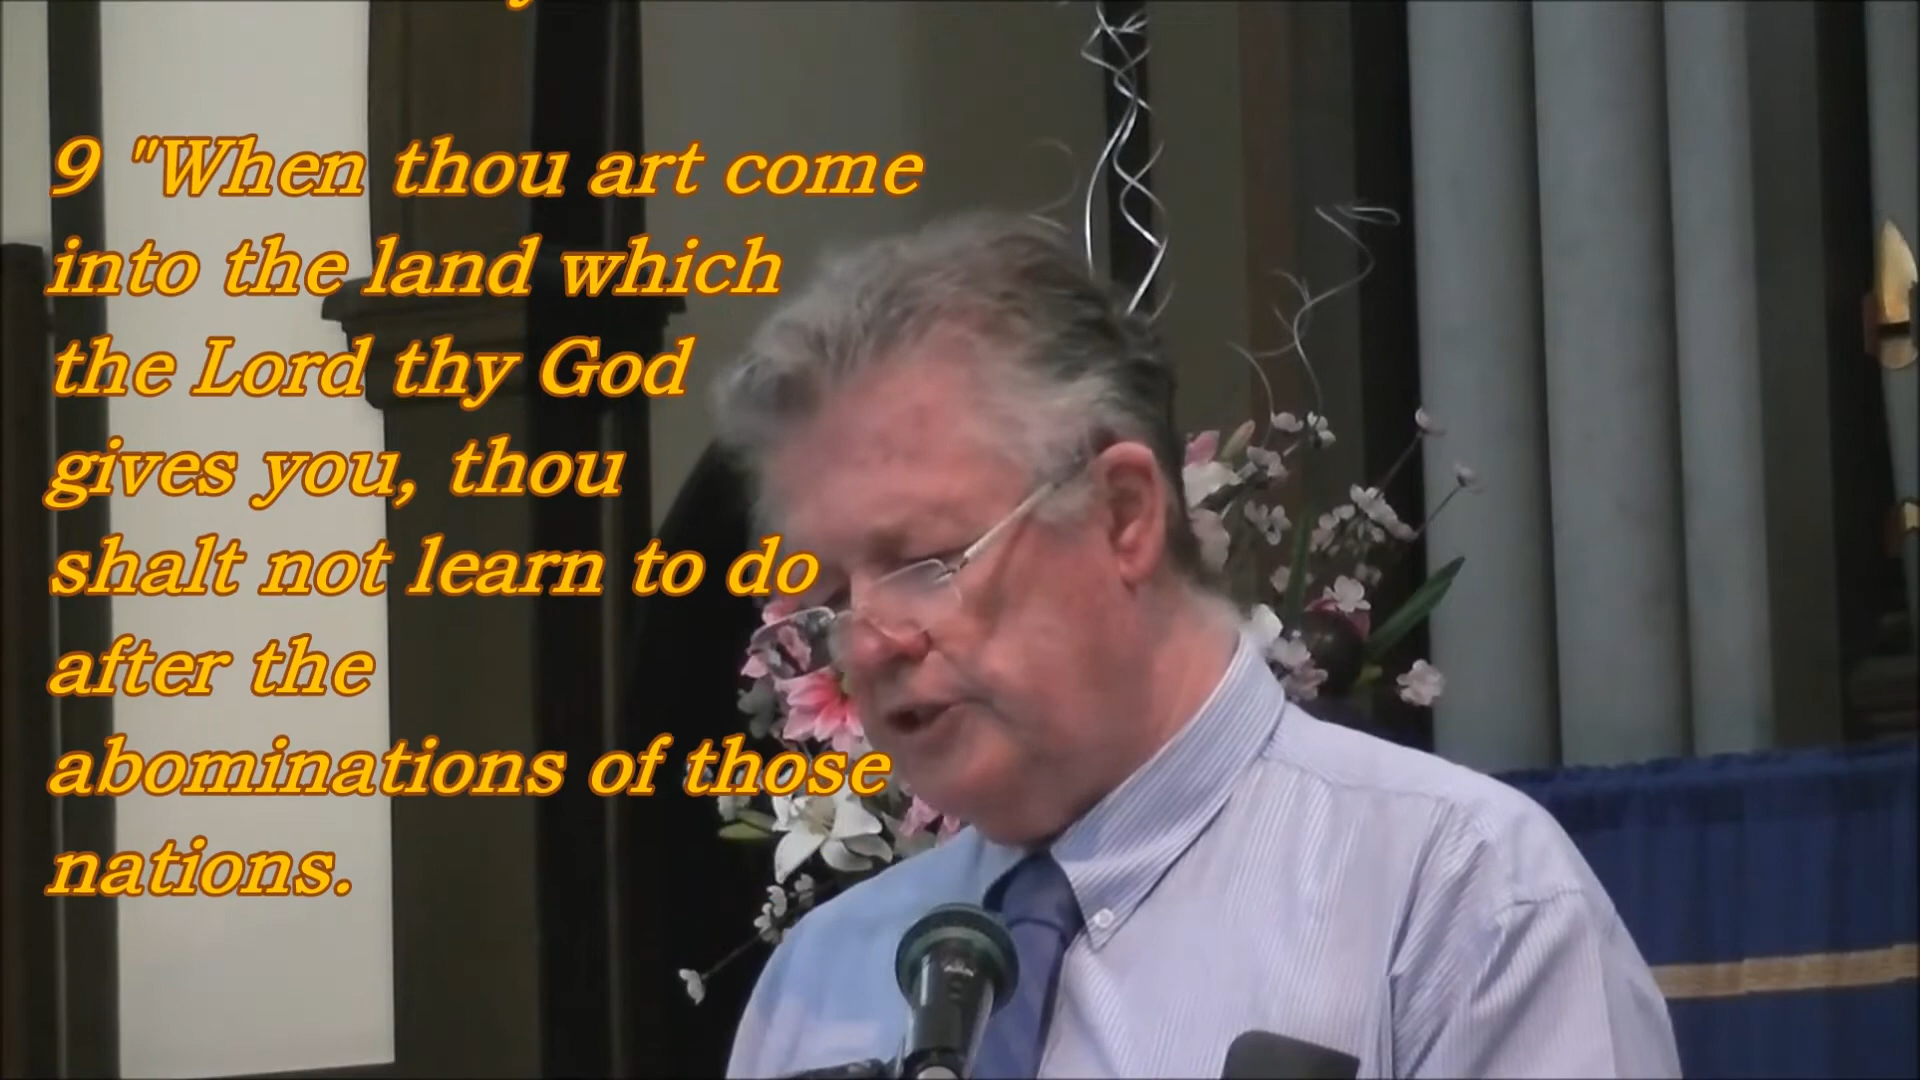 9 "When thou art come
into the land which
the Lord thy God
gives you, thou
shalt not learn to do
after the
abominations of those
nations.